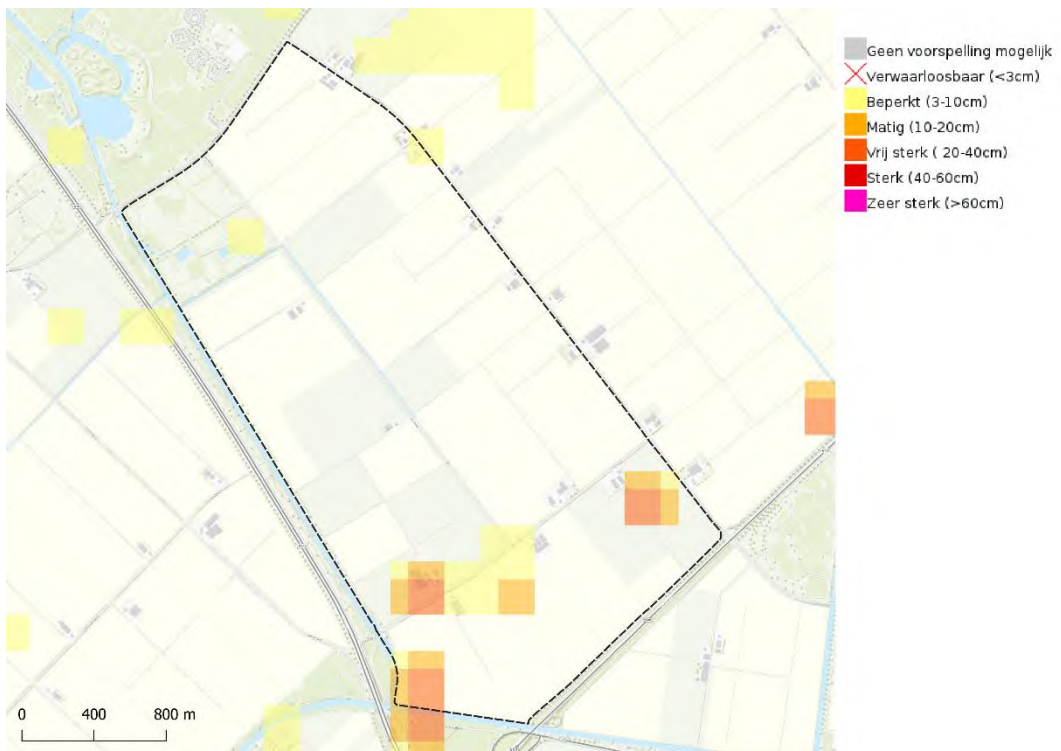 Geen voorspelling mogelijk
Verwaarloosbaar (<3cm)
Beperkt (3-10cm)
Matig (10-20cm)
Vrij sterk ( 20-40cm)
Sterk (40-60cm)
Zeer sterk (>60cm)
0 400 800 m